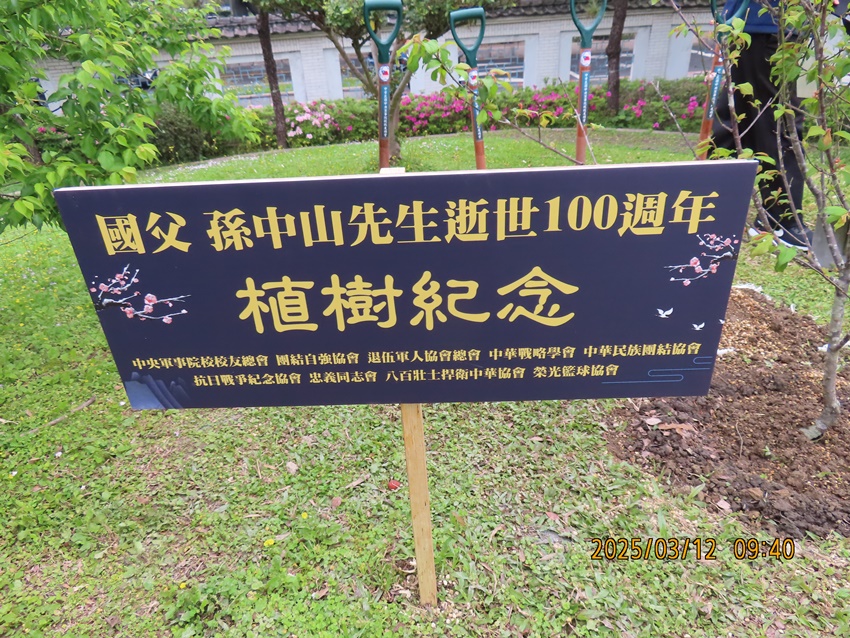 國父 孫中山先生逝世100週年
植樹紀念
中央軍事院校校友總會 團結自強協會 退伍軍人協會總會 中華戰略學會 中華民族團結協會
抗日戰爭紀念協會 忠義同志會 八百壯士捍衛中華協會 榮光籃球協會
2025/03/12 09:40